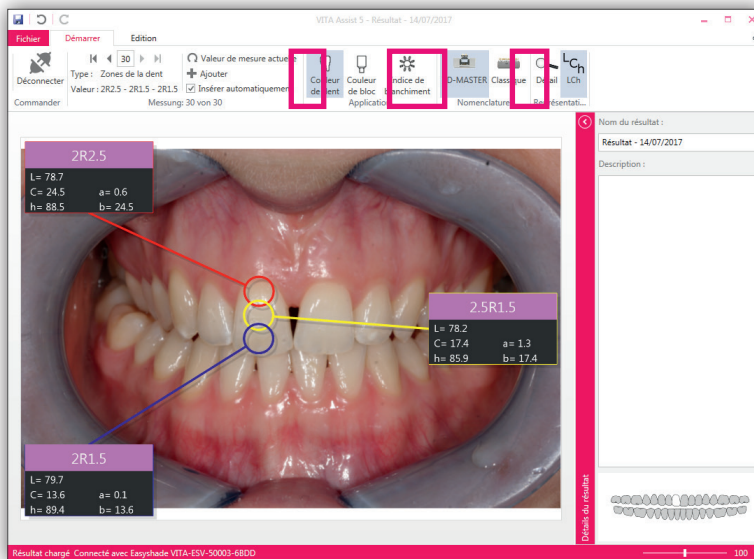 VITA Assist 5 - Résultat - 14/07/2017
Fichier
Démarrer
Edition
Déconnecter
Commander
30
Type : Zones de la dent
Valeur : 2R2.5 - 2R1.5 - 2R1.5
Valeur de mesure actuelle
Ajouter
Insérer automatiquement
Messung: 30 von 30
Couleur de dent
Couleur de bloc
Indice de blanchiment
Application
3D-MASTER
Classique
Nomenclature
Détail
LCh
LCh
Représentati...
2R2.5
L= 78.7
C= 24.5 a= 0.6
h= 88.5 b= 24.5
2.5R1.5
L= 78.2
C= 17.4 a= 1.3
h= 85.9 b= 17.4
2R1.5
L= 79.7
C= 13.6 a= 0.1
h= 89.4 b= 13.6
Nom du résultat :
Résultat - 14/07/2017
Description :
Détails du résultat
Résultat chargé Connecté avec Easyshade VITA-ESV-50003-6BDD
100